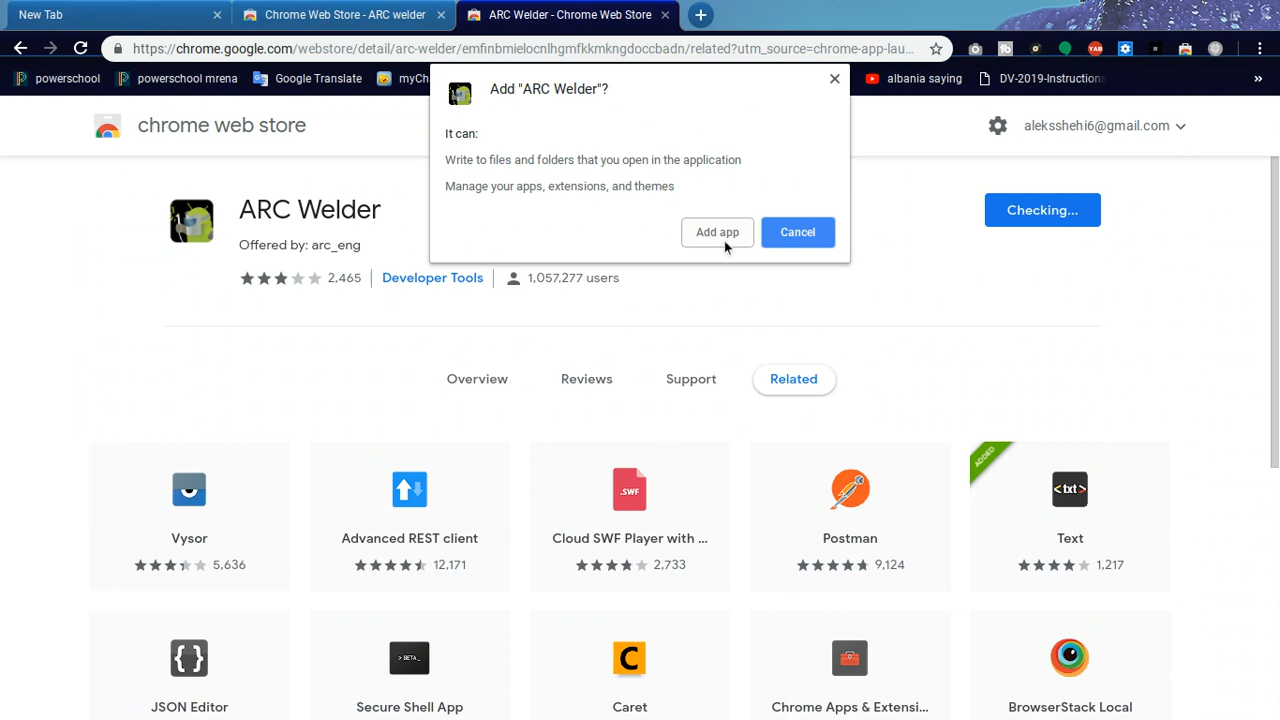 New Tab
Chrome Web Store - ARC welder
ARC Welder - Chrome Web Store
https://chrome.google.com/webstore/detail/arc-welder/emfinbmielocnlhgmfkkmkngdoccbadn/related?utm_source=chrome-app-lau...
powerschool
powerschool mrena
Google Translate
myCh
albania saying
DV-2019-Instructions
»
chrome web store
aleksshehi6@gmail.com
Add "ARC Welder"?
It can:
Write to files and folders that you open in the application
Manage your apps, extensions, and themes
Add app
Cancel
ARC Welder
Offered by: arc_eng
2,465
Developer Tools
1,057,277 users
Checking...
Overview
Reviews
Support
Related
.SWF
ADDED
<txt>
Vysor
Advanced REST client
Cloud SWF Player with ...
Postman
Text
5,636
12,171
2,733
9,124
1,217
{ }
> BETA_
C
JSON Editor
Secure Shell App
Caret
Chrome Apps & Extensi...
BrowserStack Local